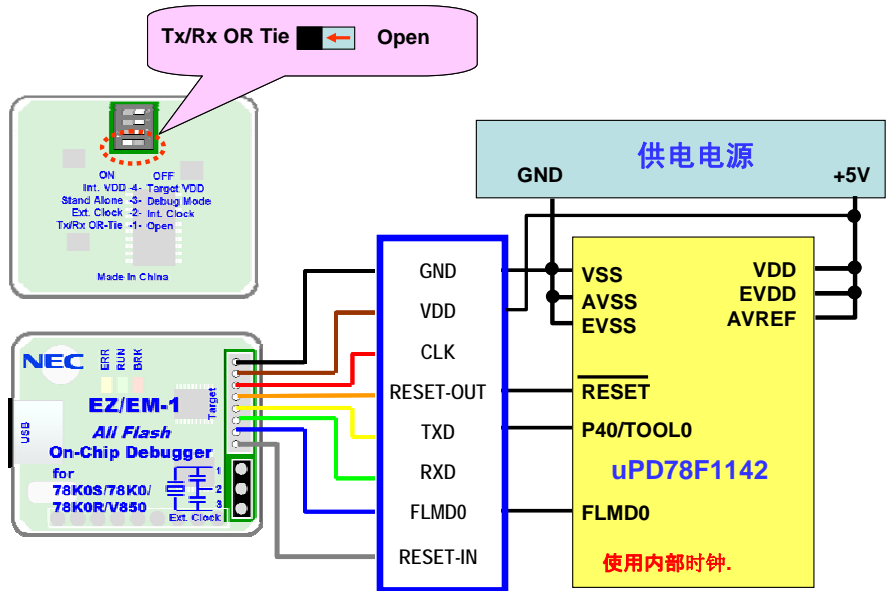 Tx/Rx OR Tie Open
ON OFF
Int. VDD -4- Target VDD
Stand Alone -3- Debug Mode
Ext. Clock -2- Int. Clock
Tx/Rx OR-Tie -1- Open
Made In China
供电电源
GND +5V
NEC
ERR
RUN
BRK
USB
EZ/EM-1
All Flash
On-Chip Debugger
for
78K0S/78K0/
78K0R/V850
Target
1
2
3
Ext. Clock
GND
VDD
CLK
RESET-OUT
TXD
RXD
FLMD0
RESET-IN
VSS
AVSS
EVSS
VDD
EVDD
AVREF
RESET
P40/TOOL0
uPD78F1142
FLMD0
使用内部时钟.